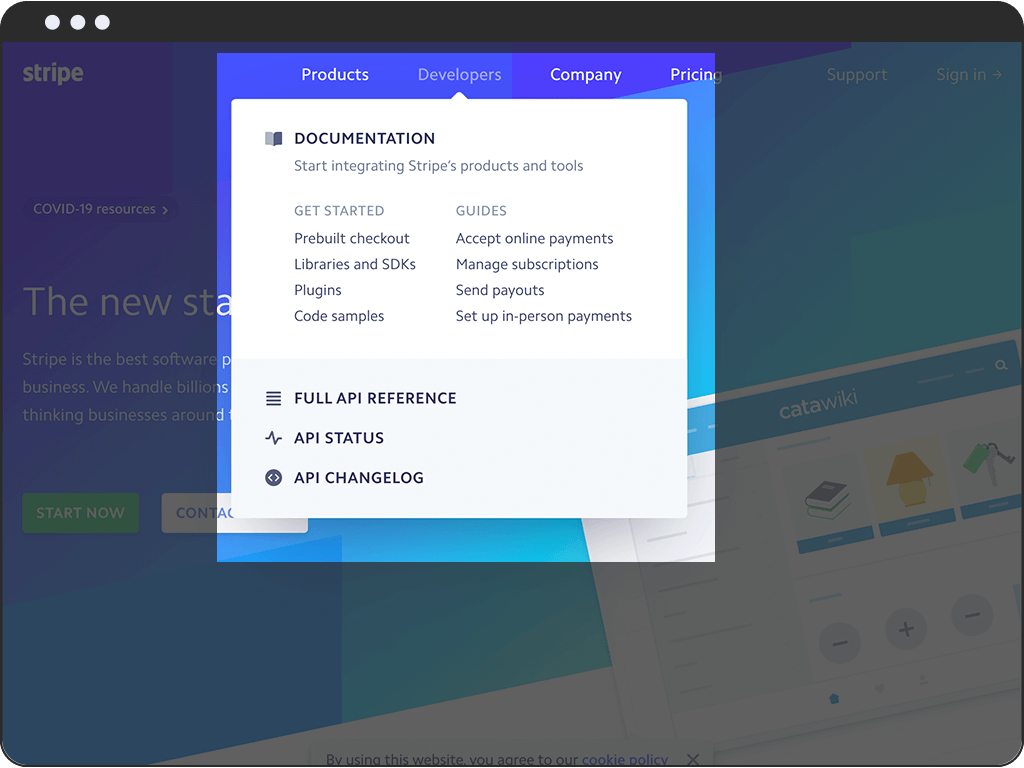 stripe
Products
Developers
Company
Pricing
Support
Sign in →
DOCUMENTATION
Start integrating Stripe's products and tools
COVID-19 resources
GET STARTED
GUIDES
Prebuilt checkout
Accept online payments
Libraries and SDKs
Manage subscriptions
Plugins
Send payouts
Code samples
Set up in-person payments
The new sta
Stripe is the best software p
business. We handle billions
thinking businesses around t
FULL API REFERENCE
API STATUS
API CHANGELOG
catawiki
START NOW
CONTAC
By using this website, you agree to our cookie policy